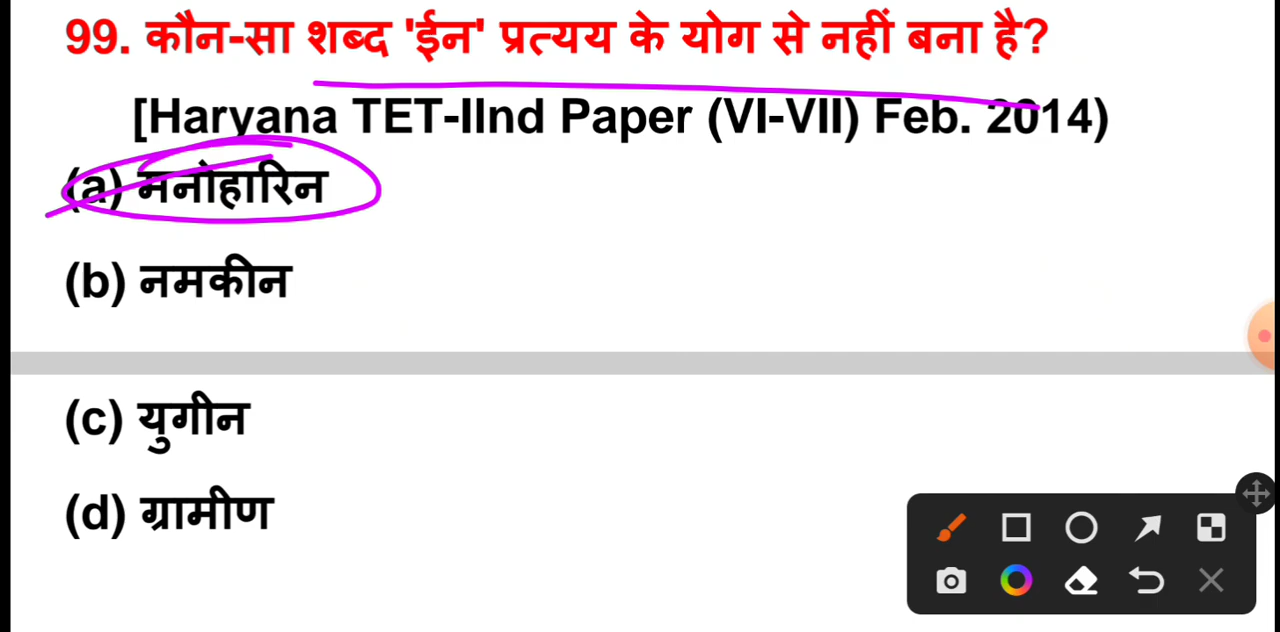 99. कौन-सा शब्द 'ईन' प्रत्यय के योग से नहीं बना है?
[Haryana TET-IInd Paper (VI-VII) Feb. 2014)
(a) मनोहारिन
(b) नमकीन
(c) युगीन
(d) ग्रामीण